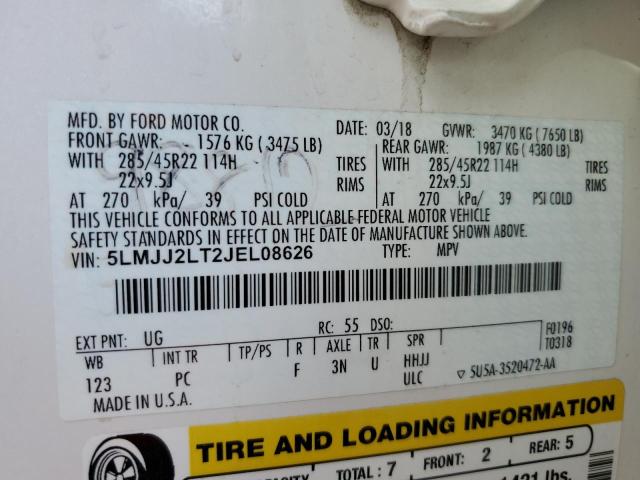 MFD. BY FORD MOTOR CO. DATE: 03/18 GVWR: 3470 KG ( 7650 LB)
FRONT GAWR: 1576 KG ( 3475 LB) REAR GAWR: 1987 KG ( 4380 LB)
WITH 285/45R22 114H TIRES WITH 285/45R22 114H TIRES
22x9.5J RIMS 22x9.5J RIMS
AT 270 kPa/ 39 PSI COLD AT 270 kPa/ 39 PSI COLD
THIS VEHICLE CONFORMS TO ALL APPLICABLE FEDERAL MOTOR VEHICLE
SAFETY STANDARDS IN EFFECT ON THE DATE OF MANUFACTURE SHOWN ABOVE.
VIN: 5LMJJ2LT2JEL08626 TYPE: MPV
EXT PNT: UG RC: 55 DSO: F0196
WB INT TR TP/PS R AXLE TR SPR T0318
123 PC F 3N U HHJJ
ULC ▽ 5U5A-3520472-AA
MADE IN U.S.A.
TIRE AND LOADING INFORMATION
TOTAL : 7 FRONT: 2 REAR: 5
lbs.